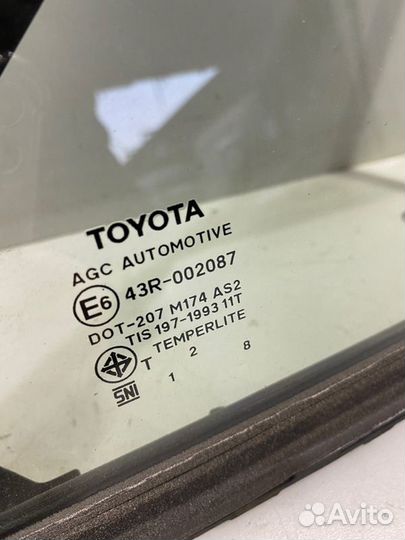 TOYOTA
AGC AUTOMOTIVE
E6 43R-002087
DOT-207 M174 AS2
TIS 197-1993 11T
TEMPERLITE
T 2 8
SNI 1 1
Avito